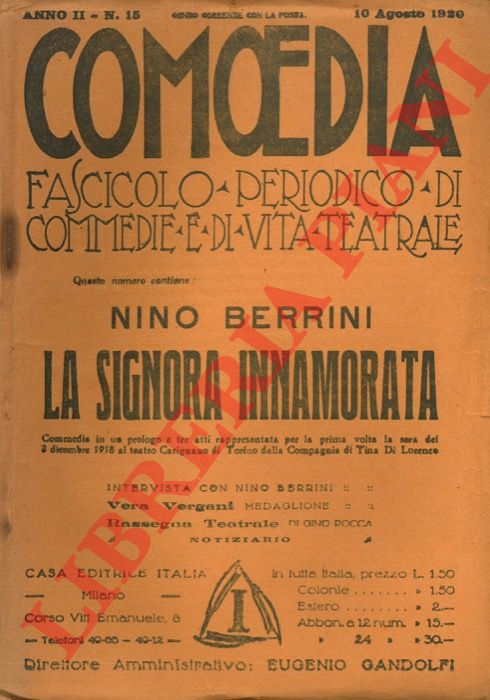 ANNO II - N. 15 CONTO CORRENTE CON LA POSTA. 10 Agosto 1920
COMŒDIA
FASCICOLO · PERIODICO · DI
COMMEDIE · E · DI · VITA · TEATRALE
Questo numero contiene:
NINO BERRINI
LA SIGNORA INNAMORATA
Commedia in un prologo e tre atti rappresentata per la prima volta la sera del
3 dicembre 1918 al teatro Carignano di Torino dalla Compagnia di Tina Di Lorenzo
INTERVISTA CON NINO BERRINI :: ::
Vera Vergani MEDAGLIONE :: ::
Rassegna Teatrale DI GINO ROCCA
NOTIZIARIO
CASA EDITRICE ITALIA
— Milano —
Corso Vitt Emanuele, 8
— Telefoni 49-12 —
I
in tutta Italia, prezzo L. 1.50
Colonie . . . . . . . » 1.50
Estero . . . . . . . » 2.—
Abbon. a 12 num. » 15.—
» 24 » » 30.—
Direttore Amministrativo: EUGENIO GANDOLFI
LIBRERIA PIANI